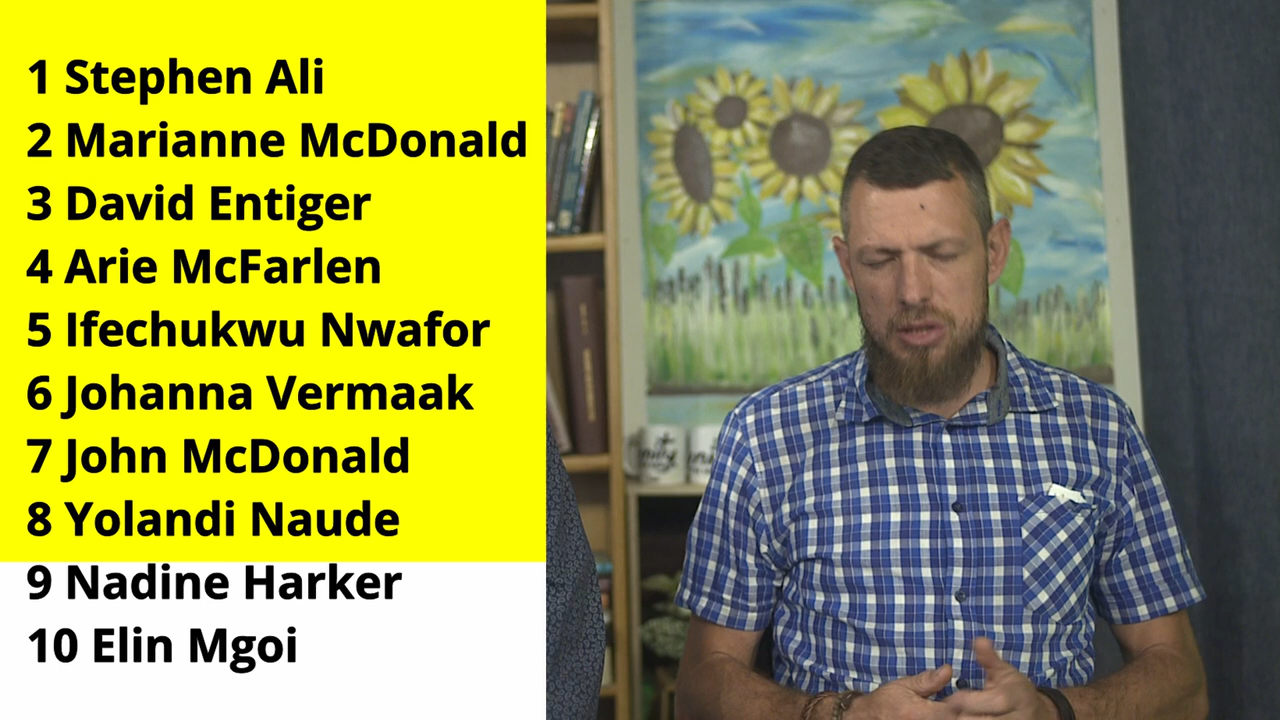 1 Stephen Ali
2 Marianne McDonald
3 David Entiger
4 Arie McFarlen
5 Ifechukwu Nwafor
6 Johanna Vermaak
7 John McDonald
8 Yolandi Naude
9 Nadine Harker
10 Elin Mgoi